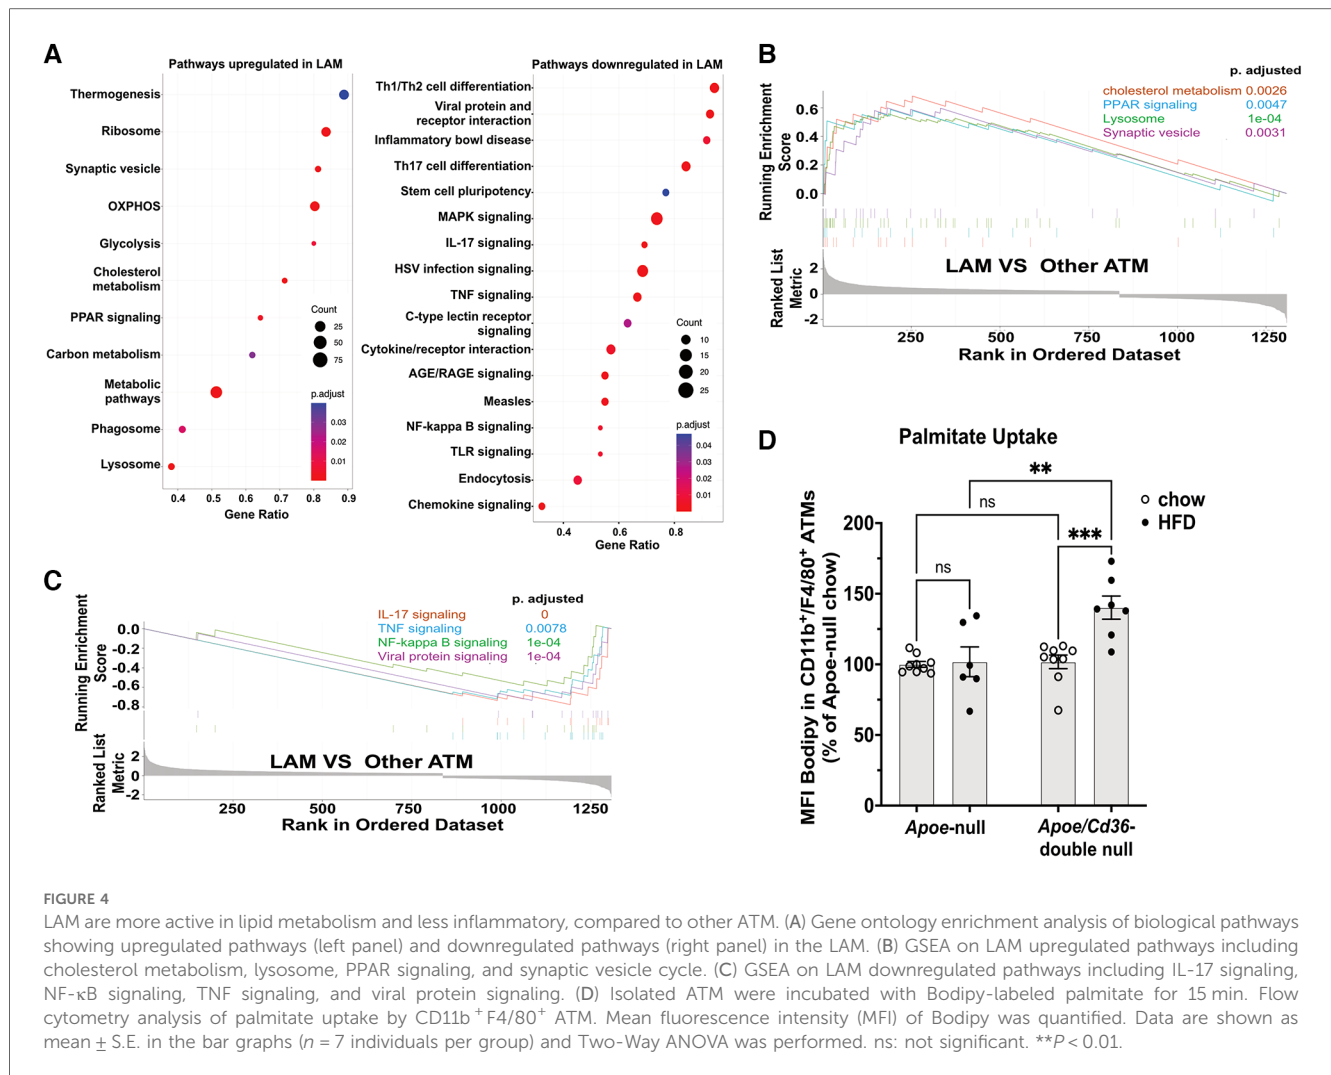 A
Pathways upregulated in LAM
Thermogenesis
Ribosome
Synaptic vesicle
OXPHOS
Glycolysis
Cholesterol
metabolism
PPAR signaling
Carbon metabolism
Metabolic
pathways
Phagosome
Lysosome
Count
25
50
75
p.adjust
0.03
0.02
0.01
0.4 0.5 0.6 0.7 0.8 0.9
Gene Ratio
Pathways downregulated in LAM
Th1/Th2 cell differentiation
Viral protein and
receptor interaction
Inflammatory bowl disease
Th17 cell differentiation
Stem cell pluripotency
MAPK signaling
IL-17 signaling
HSV infection signaling
TNF signaling
C-type lectin receptor
signaling
Cytokine/receptor interaction
AGE/RAGE signaling
Measles
NF-kappa B signaling
TLR signaling
Endocytosis
Chemokine signaling
Count
10
15
20
25
p.adjust
0.04
0.03
0.02
0.01
0.4 0.6 0.8
Gene Ratio
B
p. adjusted
cholesterol metabolism 0.0026
PPAR signaling 0.0047
Lysosome 1e-04
Synaptic vesicle 0.0031
Running Enrichment
Score
0.6
0.4
0.2
0.0
LAM VS Other ATM
Ranked List
Metric
2
0
-2
250 500 750 1000 1250
Rank in Ordered Dataset
C
p. adjusted
IL-17 signaling 0
TNF signaling 0.0078
NF-kappa B signaling 1e-04
Viral protein signaling 1e-04
Running Enrichment
Score
0.0
-0.2
-0.4
-0.6
-0.8
LAM VS Other ATM
Ranked List
Metric
2
0
-2
250 500 750 1000 1250
Rank in Ordered Dataset
D
Palmitate Uptake
** 
ns
***
ns
○ chow
● HFD
MFI Bodipy in CD11b⁺/F4/80⁺ ATMs
(% of Apoe-null chow)
200
150
100
50
0
Apoe-null
Apoe/Cd36-
double null
FIGURE 4
LAM are more active in lipid metabolism and less inflammatory, compared to other ATM. (A) Gene ontology enrichment analysis of biological pathways
showing upregulated pathways (left panel) and downregulated pathways (right panel) in the LAM. (B) GSEA on LAM upregulated pathways including
cholesterol metabolism, lysosome, PPAR signaling, and synaptic vesicle cycle. (C) GSEA on LAM downregulated pathways including IL-17 signaling,
NF-κB signaling, TNF signaling, and viral protein signaling. (D) Isolated ATM were incubated with Bodipy-labeled palmitate for 15 min. Flow
cytometry analysis of palmitate uptake by CD11b⁺F4/80⁺ ATM. Mean fluorescence intensity (MFI) of Bodipy was quantified. Data are shown as
mean ± S.E. in the bar graphs (n = 7 individuals per group) and Two-Way ANOVA was performed. ns: not significant. **P < 0.01.